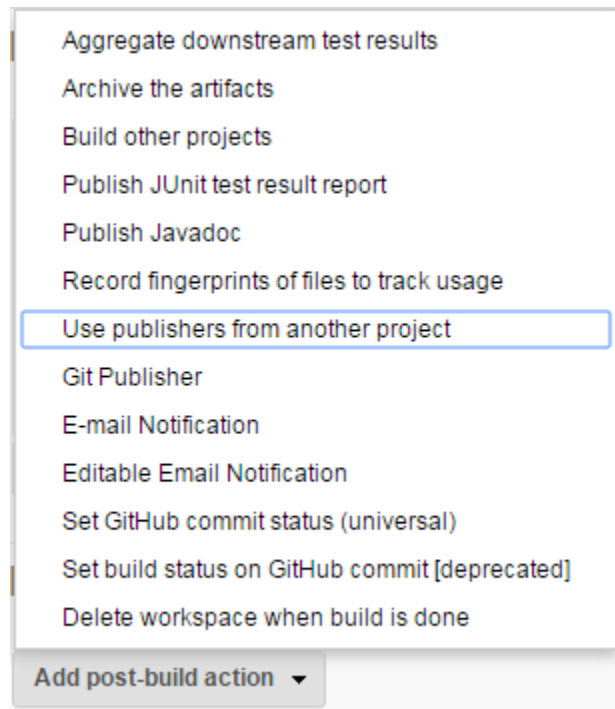 Aggregate downstream test results
Archive the artifacts
Build other projects
Publish JUnit test result report
Publish Javadoc
Record fingerprints of files to track usage
Use publishers from another project
Git Publisher
E-mail Notification
Editable Email Notification
Set GitHub commit status (universal)
Set build status on GitHub commit [deprecated]
Delete workspace when build is done
Add post-build action